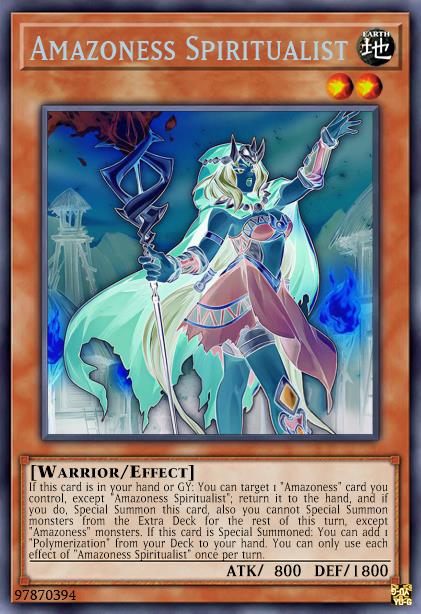 AMAZONESS SPIRITUALIST
EARTH
地
[WARRIOR/EFFECT]
If this card is in your hand or GY: You can target 1 "Amazoness" card you
control, except "Amazoness Spiritualist"; return it to the hand, and if
you do, Special Summon this card, also you cannot Special Summon
monsters from the Extra Deck for the rest of this turn, except
"Amazoness" monsters. If this card is Special Summoned: You can add 1
"Polymerization" from your Deck to your hand. You can only use each
effect of "Amazoness Spiritualist" once per turn.
ATK/ 800 DEF/1800
97870394